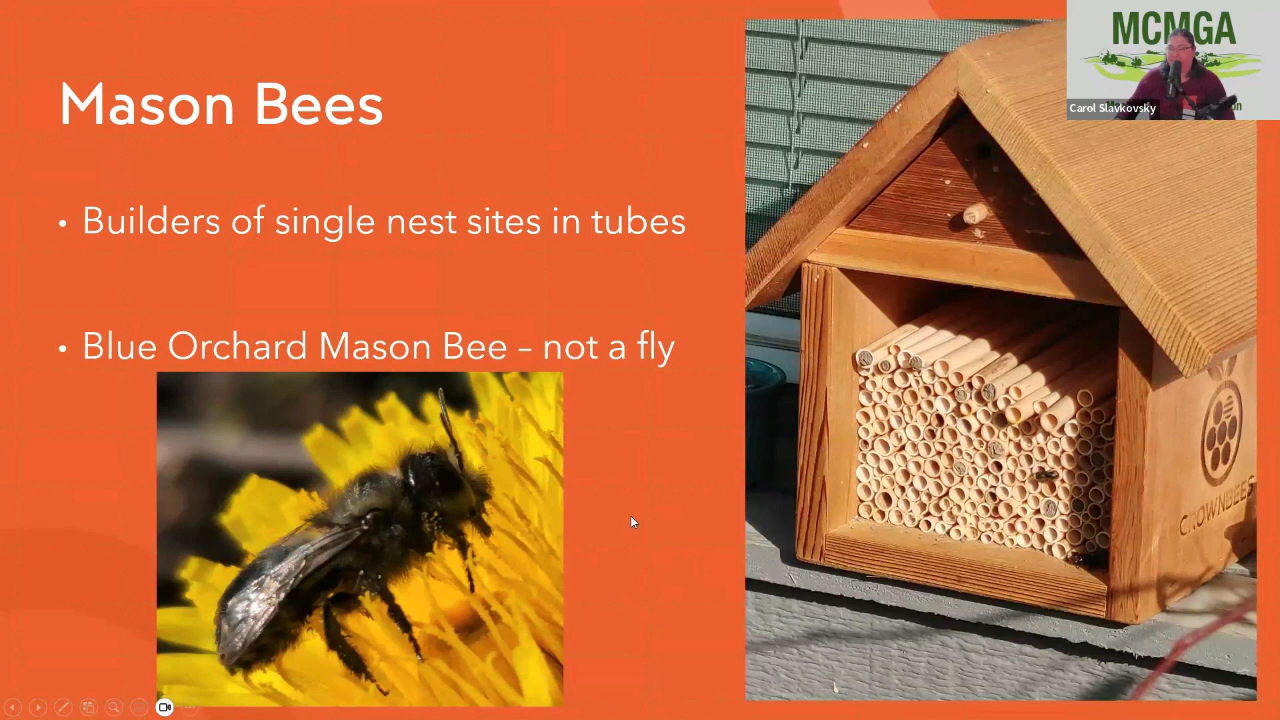 Mason Bees
• Builders of single nest sites in tubes
• Blue Orchard Mason Bee – not a fly
MCMGA
Carol Slavkovsky
CROWNBEES